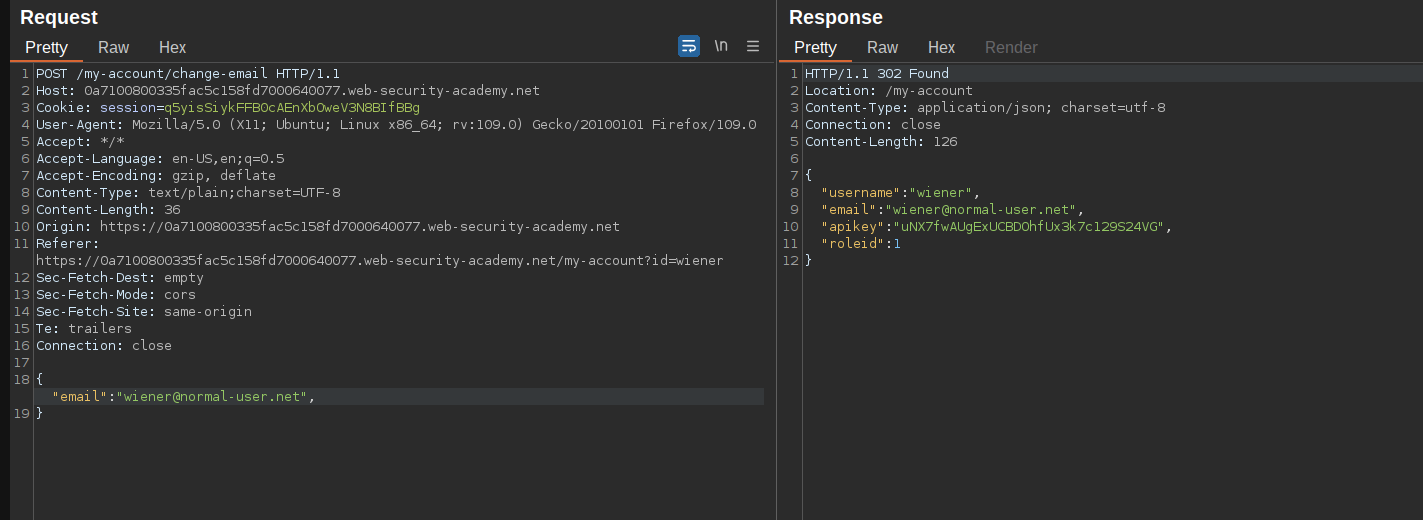 Request
Pretty Raw Hex
\n
1 POST /my-account/change-email HTTP/1.1
2 Host: 0a7100800335fac5c158fd7000640077.web-security-academy.net
3 Cookie: session=q5yisSiykFFB0cAEnXbOweV3N8BIfBBg
4 User-Agent: Mozilla/5.0 (X11; Ubuntu; Linux x86_64; rv:109.0) Gecko/20100101 Firefox/109.0
5 Accept: */*
6 Accept-Language: en-US,en;q=0.5
7 Accept-Encoding: gzip, deflate
8 Content-Type: text/plain;charset=UTF-8
9 Content-Length: 36
10 Origin: https://0a7100800335fac5c158fd7000640077.web-security-academy.net
11 Referer:
https://0a7100800335fac5c158fd7000640077.web-security-academy.net/my-account?id=wiener
12 Sec-Fetch-Dest: empty
13 Sec-Fetch-Mode: cors
14 Sec-Fetch-Site: same-origin
15 Te: trailers
16 Connection: close
17
18 {
"email":"wiener@normal-user.net",
19 }
Response
Pretty Raw Hex Render
1 HTTP/1.1 302 Found
2 Location: /my-account
3 Content-Type: application/json; charset=utf-8
4 Connection: close
5 Content-Length: 126
6
7 {
8 "username":"wiener",
9 "email":"wiener@normal-user.net",
10 "apikey":"uNX7fwAUgExUCBDOhfUx3k7c129S24VG",
11 "roleid":1
12 }